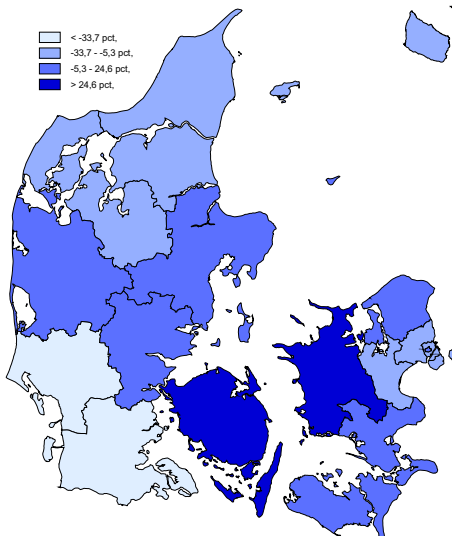 < -33,7 pct,
-33,7 - -5,3 pct,
-5,3 - 24,6 pct,
> 24,6 pct,